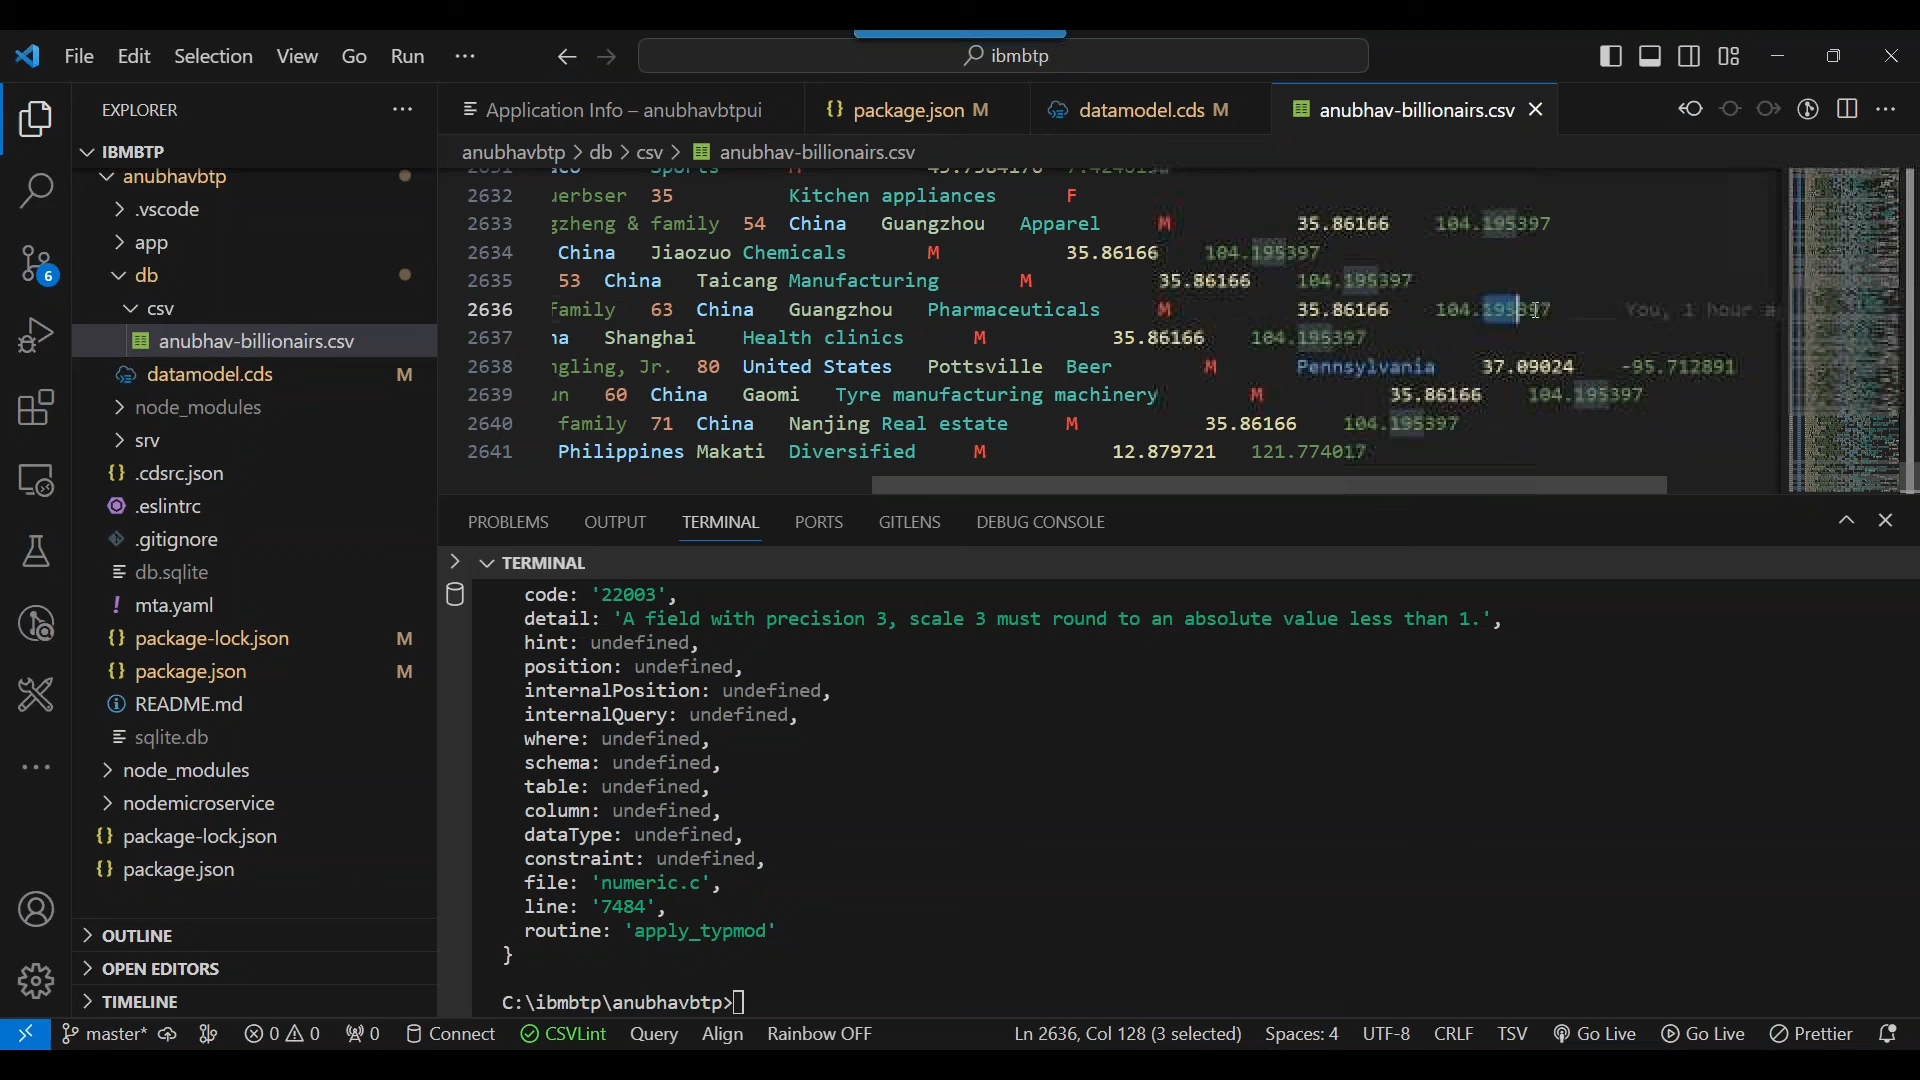 File Edit Selection View Go Run ··· ibmbtp
EXPLORER
Application Info – anubhavbtpui package.json M datamodel.cds M anubhav-billionairs.csv
IBMBTP
anubhavbtp > db > csv > anubhav-billionairs.csv
anubhavbtp
.vscode
app
db
csv
anubhav-billionairs.csv
datamodel.cds M
node_modules
srv
.cdsrc.json
.eslintrc
.gitignore
db.sqlite
mta.yaml
package-lock.json M
package.json M
README.md
sqlite.db
node_modules
nodemicroservice
package-lock.json
package.json
OUTLINE
OPEN EDITORS
TIMELINE
6
2632 uerbser 35 Kitchen appliances F
2633 gzheng & family 54 China Guangzhou Apparel M 35.86166 104.195397
2634 China Jiaozuo Chemicals M 35.86166 104.195397
2635 53 China Taicang Manufacturing M 35.86166 104.195397
2636 Family 63 China Guangzhou Pharmaceuticals M 35.86166 104.195397 You, 1 hour a
2637 na Shanghai Health clinics M 35.86166 104.195397
2638 ngling, Jr. 80 United States Pottsville Beer M Pennsylvania 37.09024 -95.712891
2639 un 60 China Gaomi Tyre manufacturing machinery M 35.86166 104.195397
2640 family 71 China Nanjing Real estate M 35.86166 104.195397
2641 Philippines Makati Diversified M 12.879721 121.774017
PROBLEMS OUTPUT TERMINAL PORTS GITLENS DEBUG CONSOLE
TERMINAL
code: '22003',
detail: 'A field with precision 3, scale 3 must round to an absolute value less than 1.',
hint: undefined,
position: undefined,
internalPosition: undefined,
internalQuery: undefined,
where: undefined,
schema: undefined,
table: undefined,
column: undefined,
dataType: undefined,
constraint: undefined,
file: 'numeric.c',
line: '7484',
routine: 'apply_typmod'
}
C:\ibmbtp\anubhavbtp>
master* 0 0 0 Connect CSVLint Query Align Rainbow OFF Ln 2636, Col 128 (3 selected) Spaces: 4 UTF-8 CRLF TSV Go Live Go Live Prettier